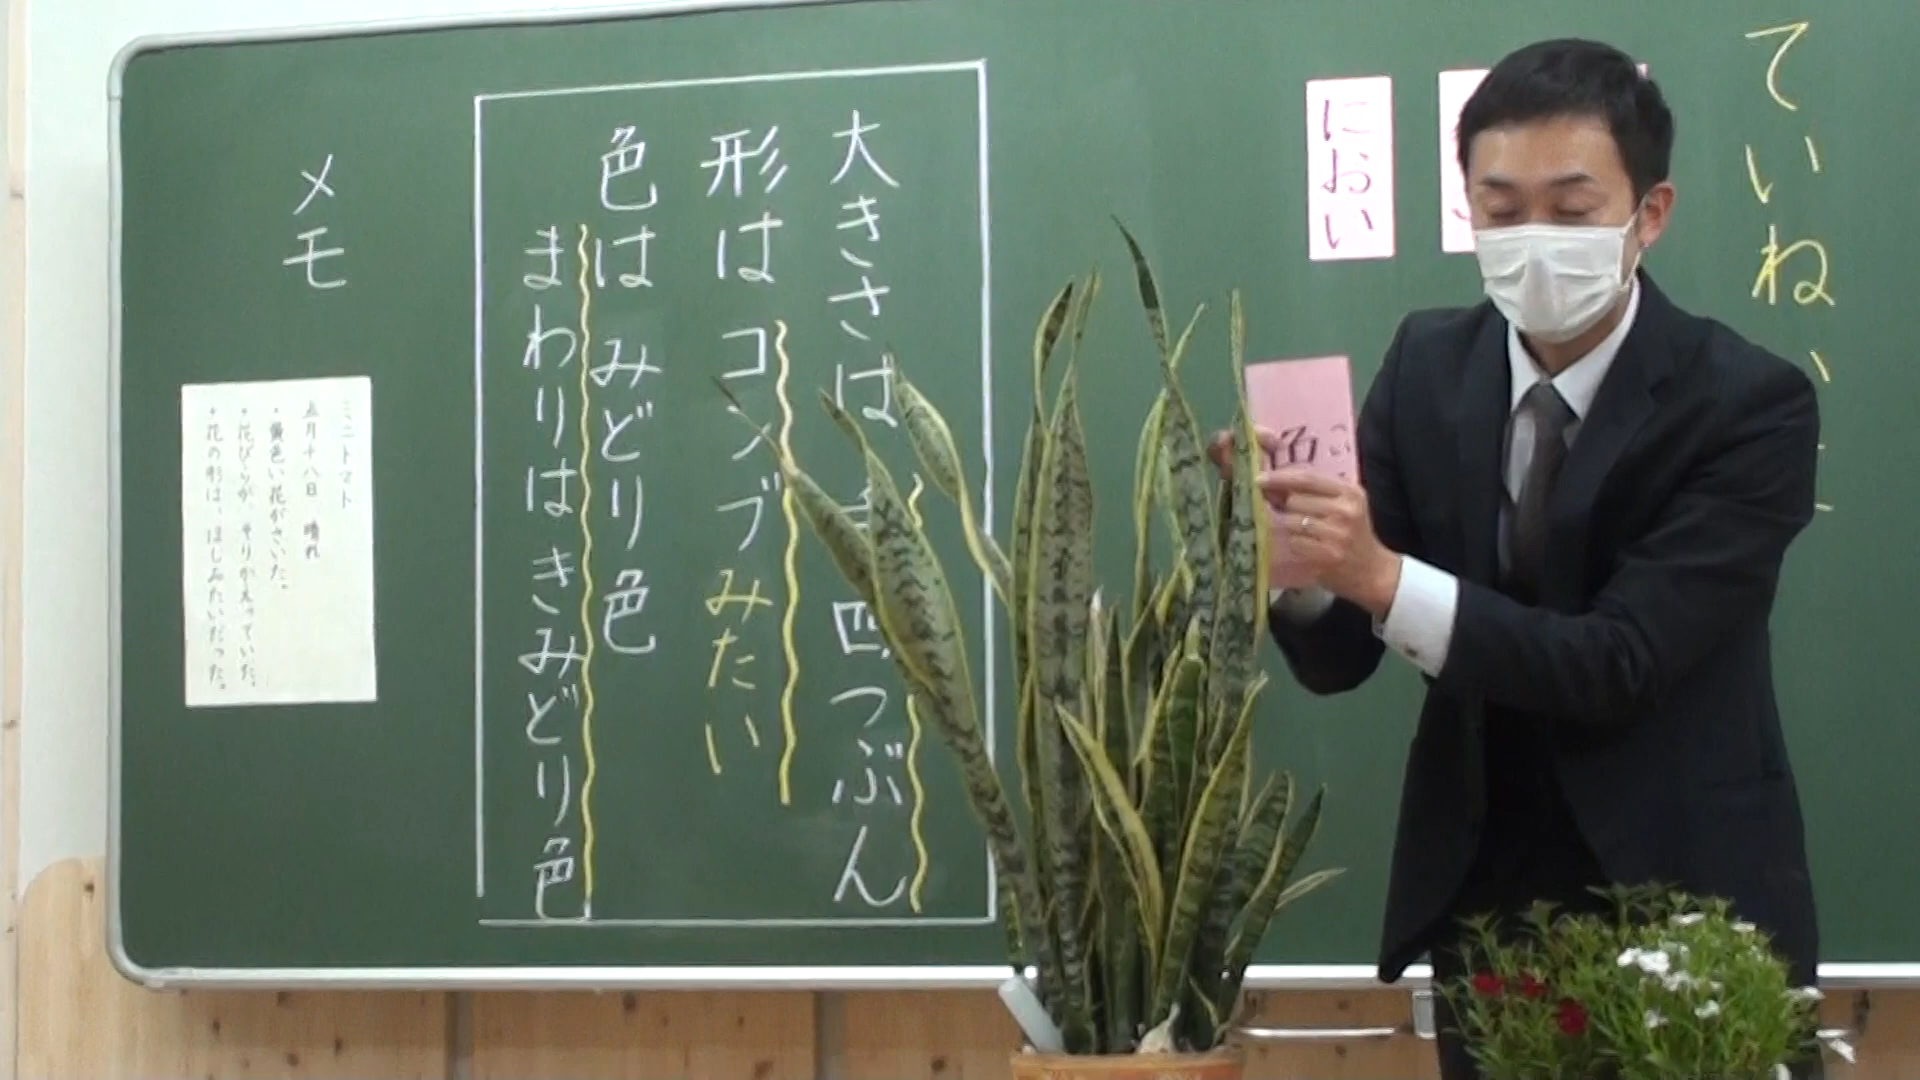 ていね
におい
色
大きさは
四つぶん
形は コンブみたい
色は みどり色
まわりはきみどり色
メモ
ミニトマト
五月十八日 晴れ
・黄色い花がさいた。
・花びらが、そりかえっていた。
・花の形は、ほしみたいだった。